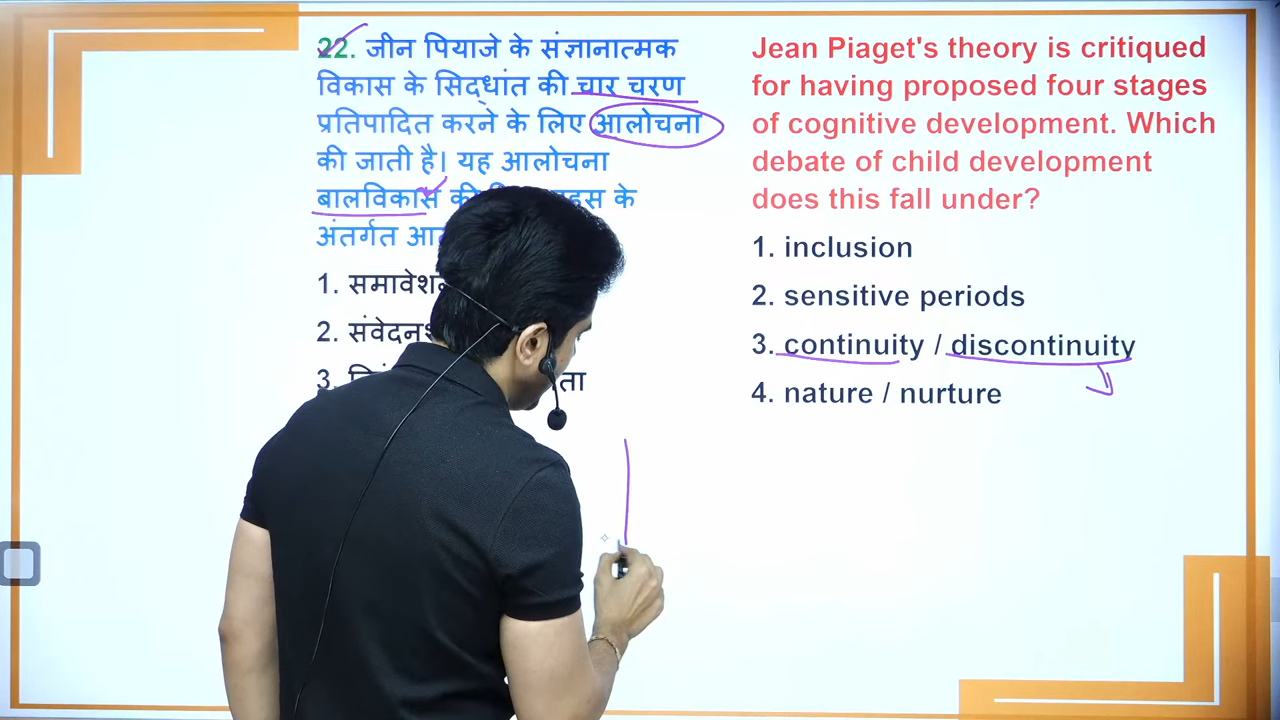 22. जीन पियाजे के संज्ञानात्मक
विकास के सिद्धांत की चार चरण
प्रतिपादित करने के लिए आलोचना
की जाती है। यह आलोचना
बालविकास की के
अंतर्गत
1.
2.
3.
Jean Piaget's theory is critiqued
for having proposed four stages
of cognitive development. Which
debate of child development
does this fall under?
1. inclusion
2. sensitive periods
3. continuity / discontinuity
4. nature / nurture